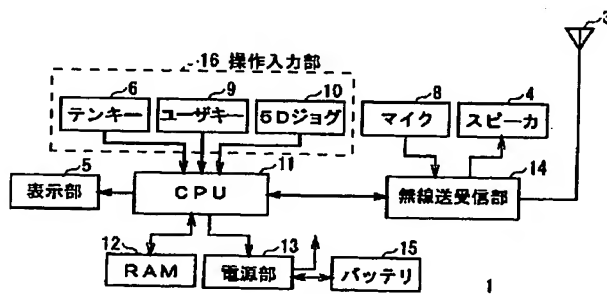 3
16 操作入力部
6 9 10 8 4
テンキー ユーザキー 5Dジョグ マイク スピーカ
5 11 14
表示部 CPU 無線送受信部
12 13 15
RAM 電源部 バッテリ 1